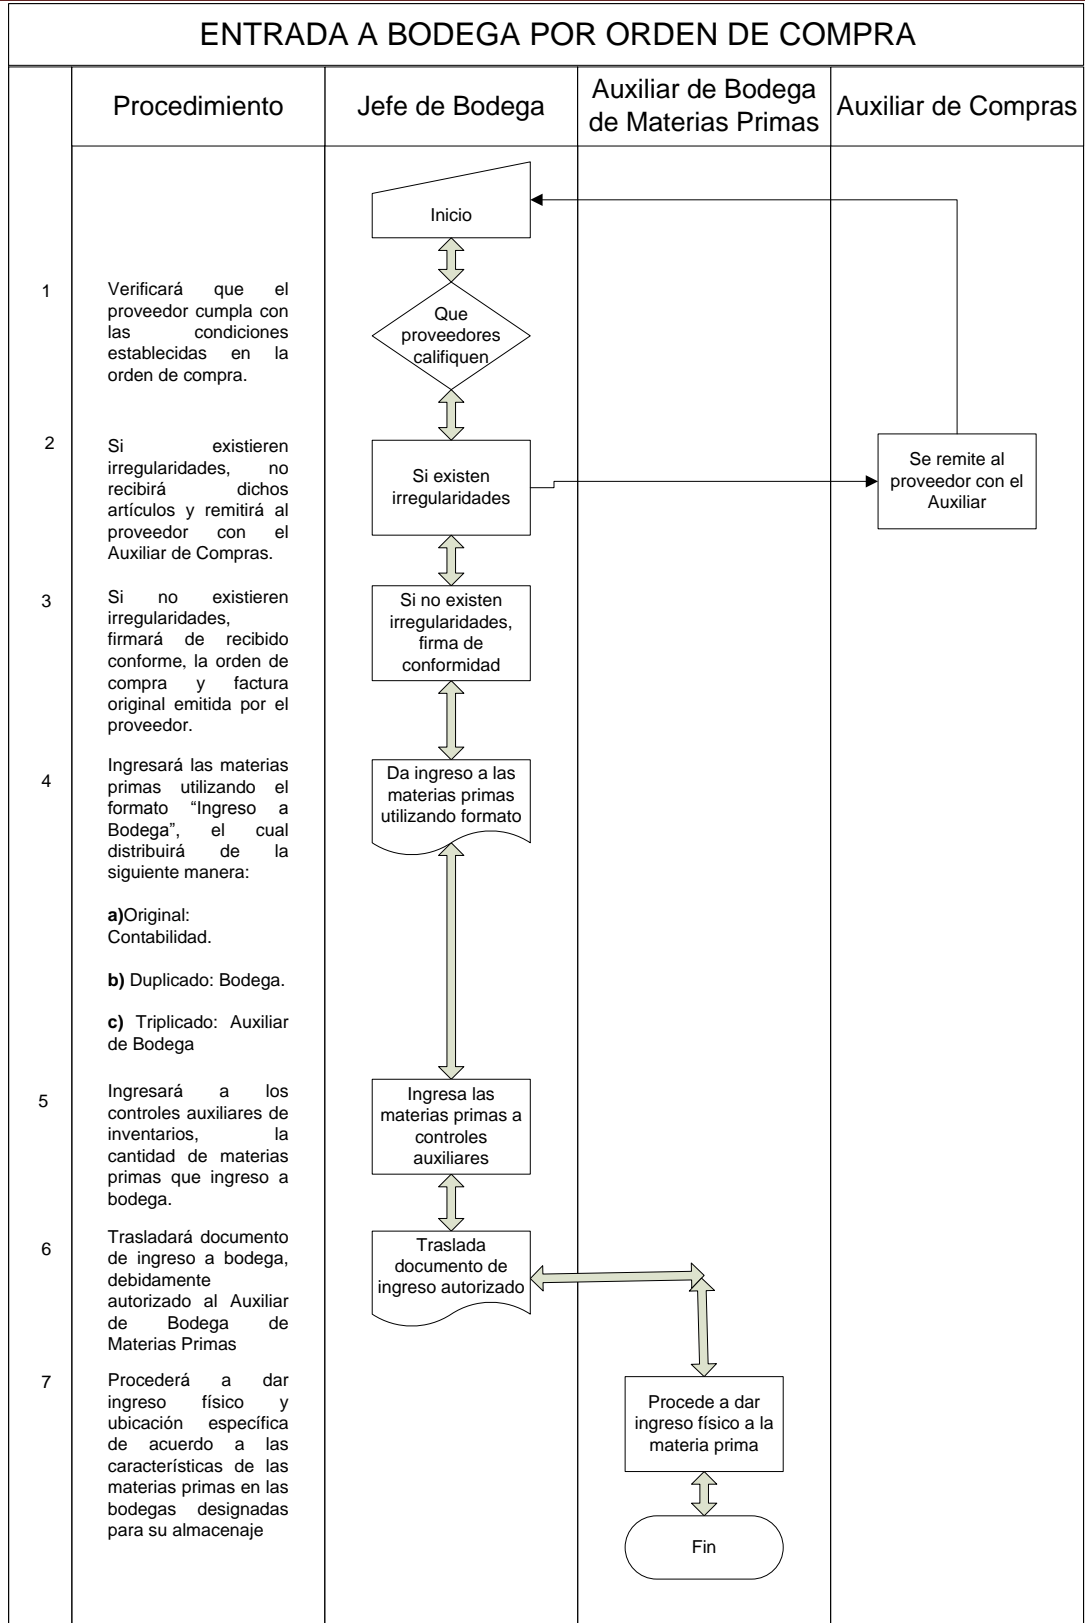 ENTRADA A BODEGA POR ORDEN DE COMPRA
Procedimiento
Jefe de Bodega
Auxiliar de Bodega
de Materias Primas
Auxiliar de Compras
Inicio
1
Verificará que el
proveedor cumpla con
las condiciones
establecidas en la
orden de compra.
Que
proveedores
califiquen
2
Si existieren
irregularidades, no
recibirá dichos
artículos y remitirá al
proveedor con el
Auxiliar de Compras.
Si existen
irregularidades
Se remite al
proveedor con el
Auxiliar
3
Si no existieren
irregularidades,
firmará de recibido
conforme, la orden de
compra y factura
original emitida por el
proveedor.
Si no existen
irregularidades,
firma de
conformidad
4
Ingresará las materias
primas utilizando el
formato “Ingreso a
Bodega”, el cual
distribuirá de la
siguiente manera:
a)Original:
Contabilidad.
b) Duplicado: Bodega.
c) Triplicado: Auxiliar
de Bodega
Da ingreso a las
materias primas
utilizando formato
5
Ingresará a los
controles auxiliares de
inventarios, la
cantidad de materias
primas que ingreso a
bodega.
Ingresa las
materias primas a
controles
auxiliares
6
Trasladará documento
de ingreso a bodega,
debidamente
autorizado al Auxiliar
de Bodega de
Materias Primas
Traslada
documento de
ingreso autorizado
7
Procederá a dar
ingreso físico y
ubicación específica
de acuerdo a las
características de las
materias primas en las
bodegas designadas
para su almacenaje
Procede a dar
ingreso físico a la
materia prima
Fin